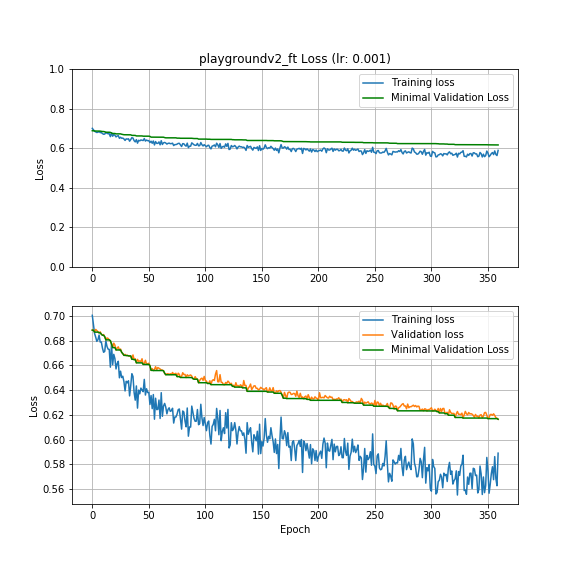 playgroundv2_ft Loss (lr: 0.001)
Loss
1.0
0.8
0.6
0.4
0.2
0.0
Training loss
Minimal Validation Loss
0 50 100 150 200 250 300 350
Loss
0.70
0.68
0.66
0.64
0.62
0.60
0.58
0.56
Training loss
Validation loss
Minimal Validation Loss
0 50 100 150 200 250 300 350
Epoch